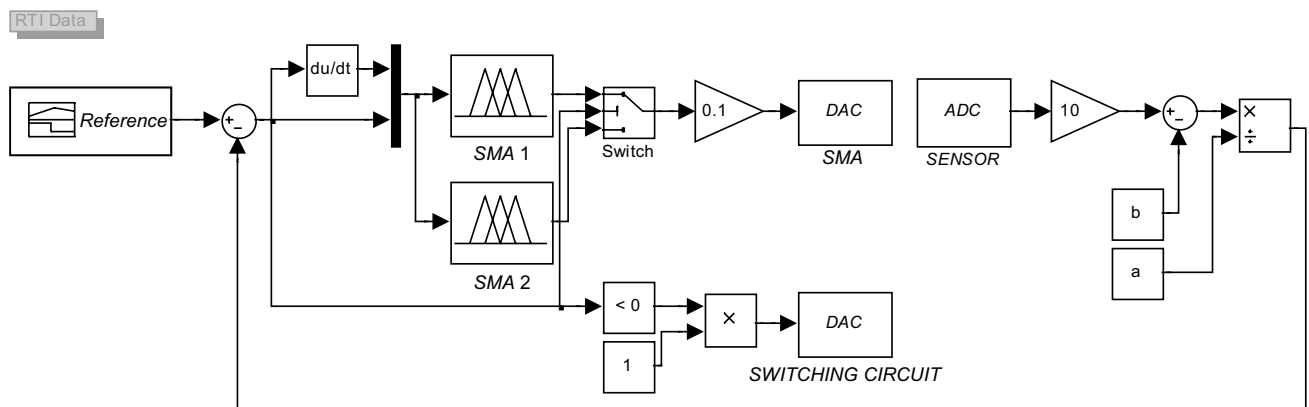 RTI Data
du/dt
Reference
+
−
SMA 1
SMA 2
Switch
0.1
DAC
SMA
ADC
SENSOR
10
+
−
×
÷
b
a
< 0
1
×
DAC
SWITCHING CIRCUIT